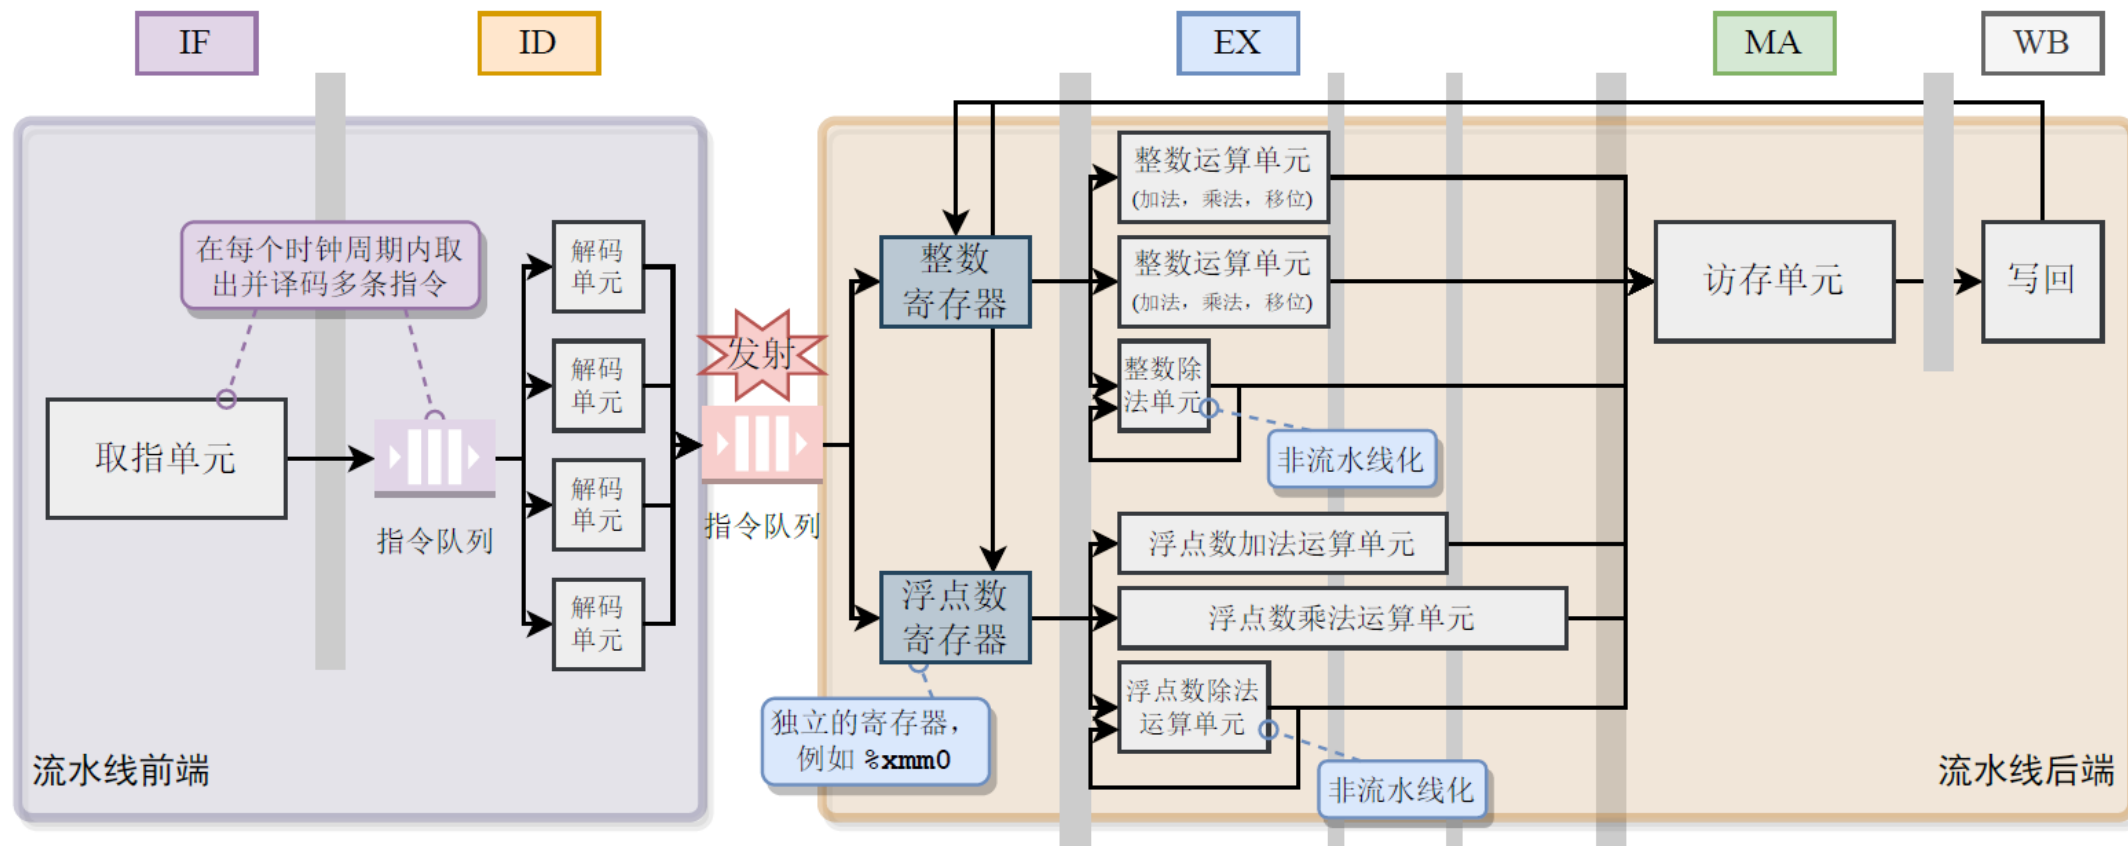 IF
ID
EX
MA
WB
在每个时钟周期内取
出并译码多条指令
取指单元
指令队列
解码
单元
解码
单元
解码
单元
解码
单元
发射
指令队列
流水线前端
整数
寄存器
浮点数
寄存器
独立的寄存器，
例如 %xmm0
整数运算单元
(加法，乘法，移位)
整数运算单元
(加法，乘法，移位)
整数除
法单元
非流水线化
浮点数加法运算单元
浮点数乘法运算单元
浮点数除法
运算单元
非流水线化
访存单元
写回
流水线后端